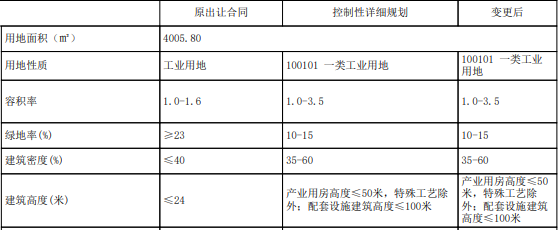 原出让合同 控制性详细规划 变更后
用地面积（㎡） 4005.80
用地性质 工业用地 100101 一类工业用地 100101 一类工业
用地
容积率 1.0-1.6 1.0-3.5 1.0-3.5
绿地率(%) ≥23 10-15 10-15
建筑密度(%) ≤40 35-60 35-60
建筑高度(米) ≤24 产业用房高度≤50米，特殊工艺除
外；配套设施建筑高度≤100米 产业用房高度≤50
米，特殊工艺除
外；配套设施建筑
高度≤100米